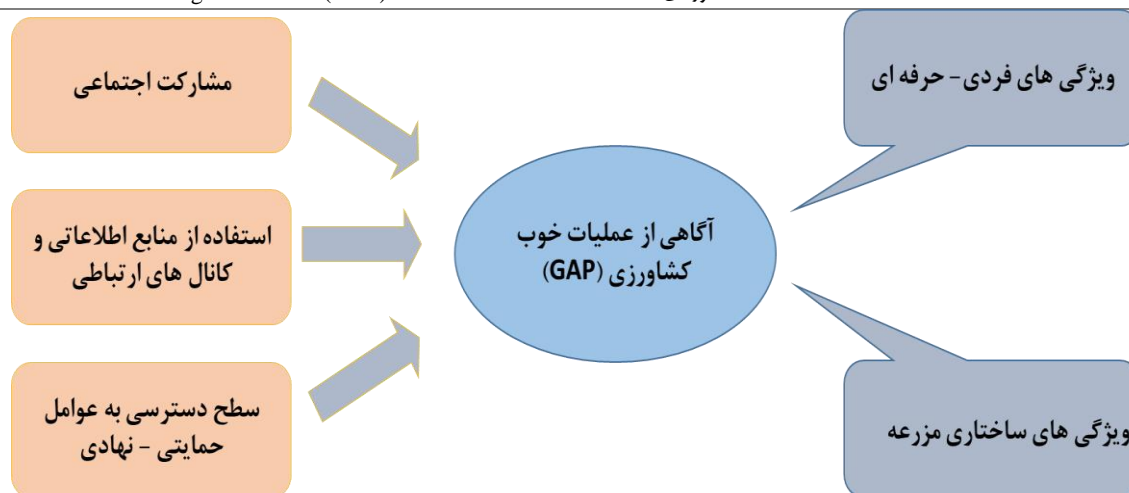 مشارکت اجتماعی
ویژگی های فردی- حرفه ای
استفاده از منابع اطلاعاتی و
کانال های ارتباطی
آگاهی از عملیات خوب
کشاورزی (GAP)
سطح دسترسی به عوامل
حمایتی - نهادی
ویژگی های ساختاری مزرعه